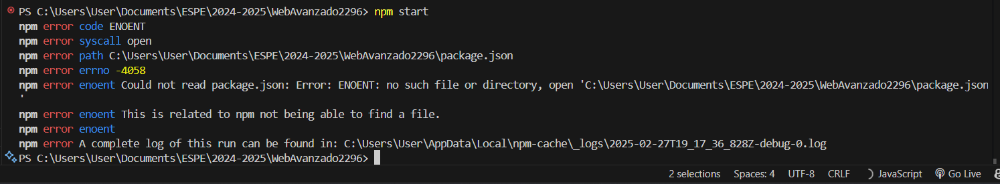 PS C:\Users\User\Documents\ESPE\2024-2025\WebAvanzado2296> npm start
npm error code ENOENT
npm error syscall open
npm error path C:\Users\User\Documents\ESPE\2024-2025\WebAvanzado2296\package.json
npm error errno -4058
npm error enoent Could not read package.json: Error: ENOENT: no such file or directory, open 'C:\Users\User\Documents\ESPE\2024-2025\WebAvanzado2296\package.json
'
npm error enoent This is related to npm not being able to find a file.
npm error enoent
npm error A complete log of this run can be found in: C:\Users\User\AppData\Local\npm-cache\_logs\2025-02-27T19_17_36_828Z-debug-0.log
PS C:\Users\User\Documents\ESPE\2024-2025\WebAvanzado2296>
2 selections Spaces: 4 UTF-8 CRLF JavaScript Go Live